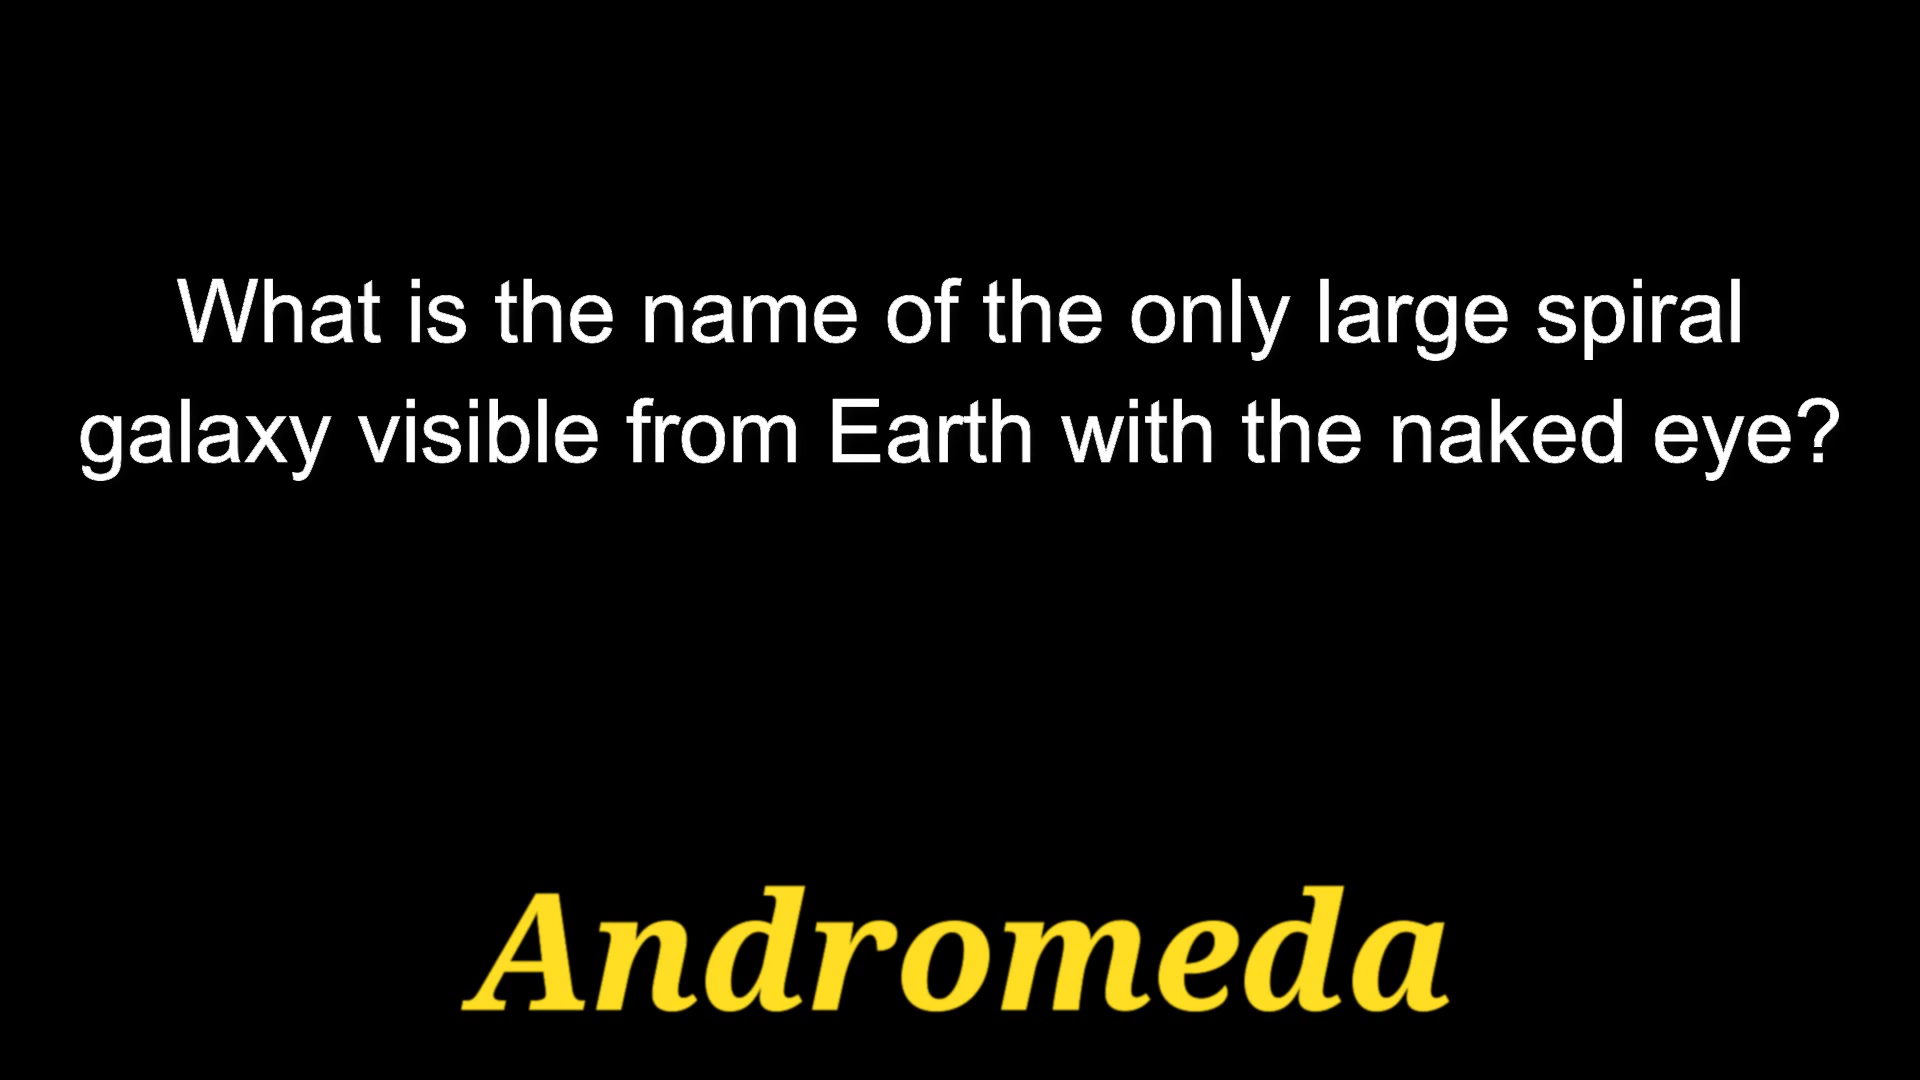 What is the name of the only large spiral
galaxy visible from Earth with the naked eye?
Andromeda